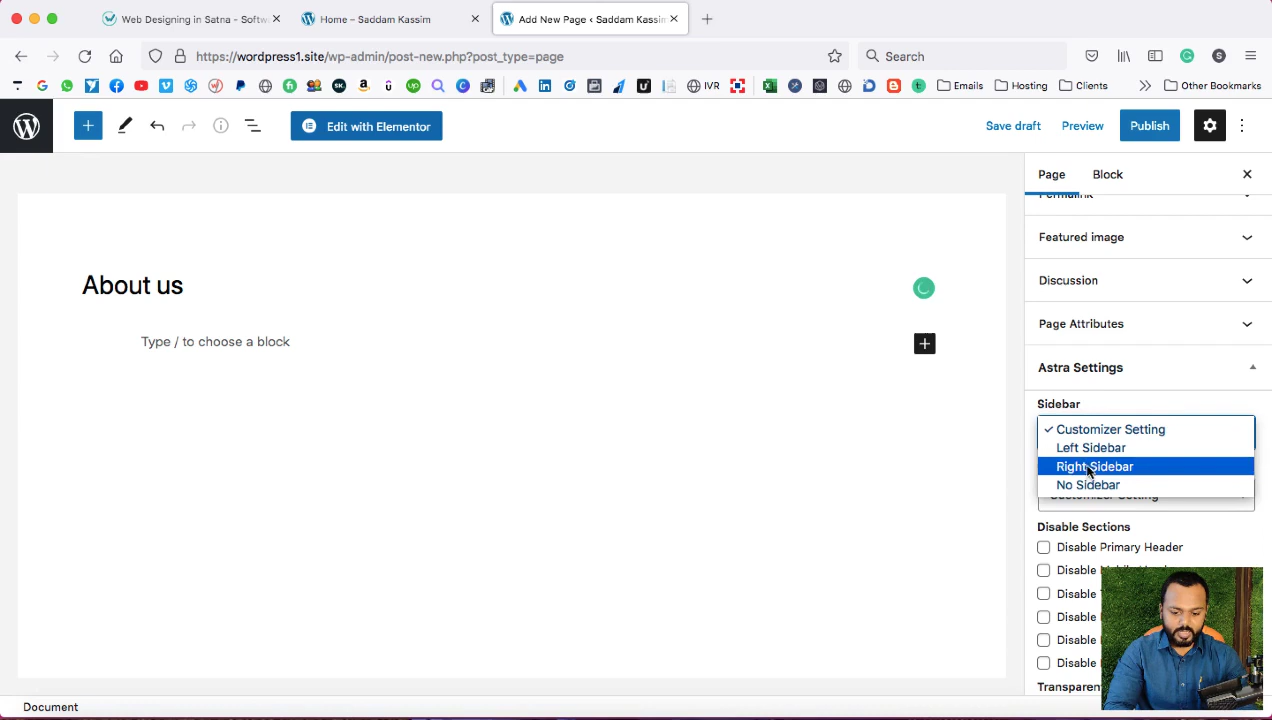 Web Designing in Satna - Softw
Home – Saddam Kassim
Add New Page ‹ Saddam Kassim
https://wordpress1.site/wp-admin/post-new.php?post_type=page
Search
IVR
Emails
Hosting
Clients
Other Bookmarks
Edit with Elementor
Save draft
Preview
Publish
Page
Block
Permalink
Featured image
Discussion
Page Attributes
Astra Settings
Sidebar
Customizer Setting
Left Sidebar
Right Sidebar
No Sidebar
Customizer Setting
Disable Sections
Disable Primary Header
Disable
Disable
Disable
Disable
Disable
Transparen
About us
Type / to choose a block
Document